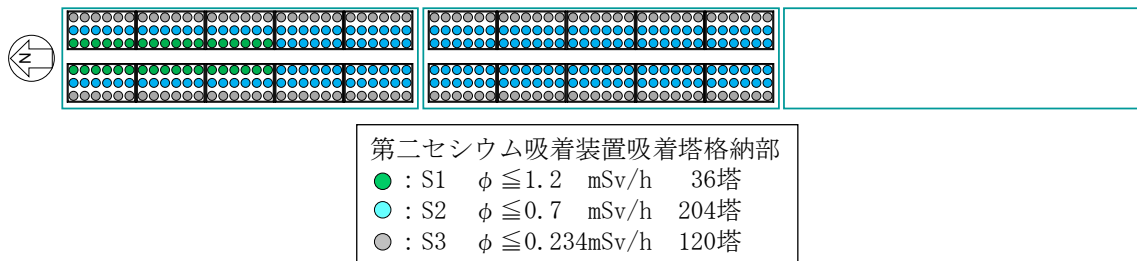 N
第二セシウム吸着装置吸着塔格納部
：S1 φ≦1.2 mSv/h 36塔
：S2 φ≦0.7 mSv/h 204塔
：S3 φ≦0.234mSv/h 120塔